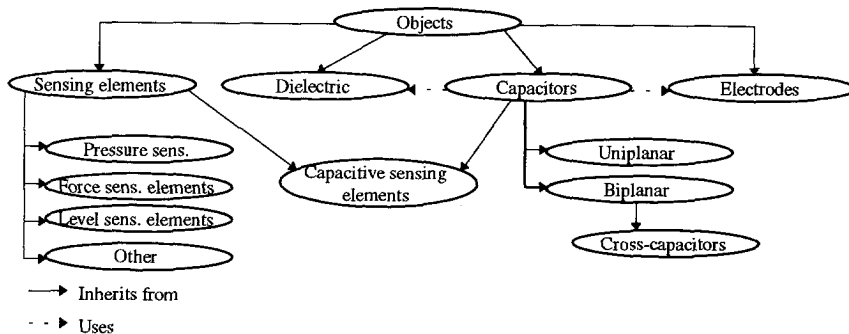 Objects
Sensing elements
Dielectric
Capacitors
Electrodes
Pressure sens.
Force sens. elements
Level sens. elements
Other
Capacitive sensing
elements
Uniplanar
Biplanar
Cross-capacitors
Inherits from
Uses